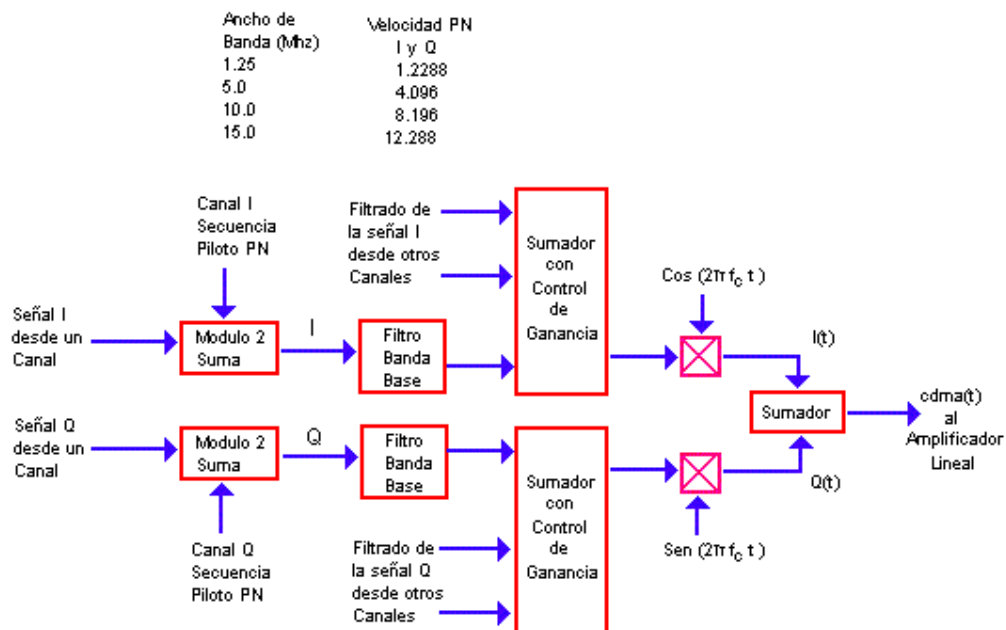 Ancho de
Banda (Mhz)
1.25
5.0
10.0
15.0
Velocidad PN
I y Q
1.2288
4.096
8.196
12.288
Canal I
Secuencia
Piloto PN
Filtrado de
la señal I
desde otros
Canales
Sumador
con
Control
de
Ganancia
Cos (2πf_c t)
Señal I
desde un
Canal
Modulo 2
Suma
I
Filtro
Banda
Base
I(t)
Sumador
cdma(t)
al
Amplificador
Lineal
Señal Q
desde un
Canal
Modulo 2
Suma
Q
Filtro
Banda
Base
Sumador
con
Control
de
Ganancia
Q(t)
Sen (2πf_c t)
Canal Q
Secuencia
Piloto PN
Filtrado de
la señal Q
desde otros
Canales